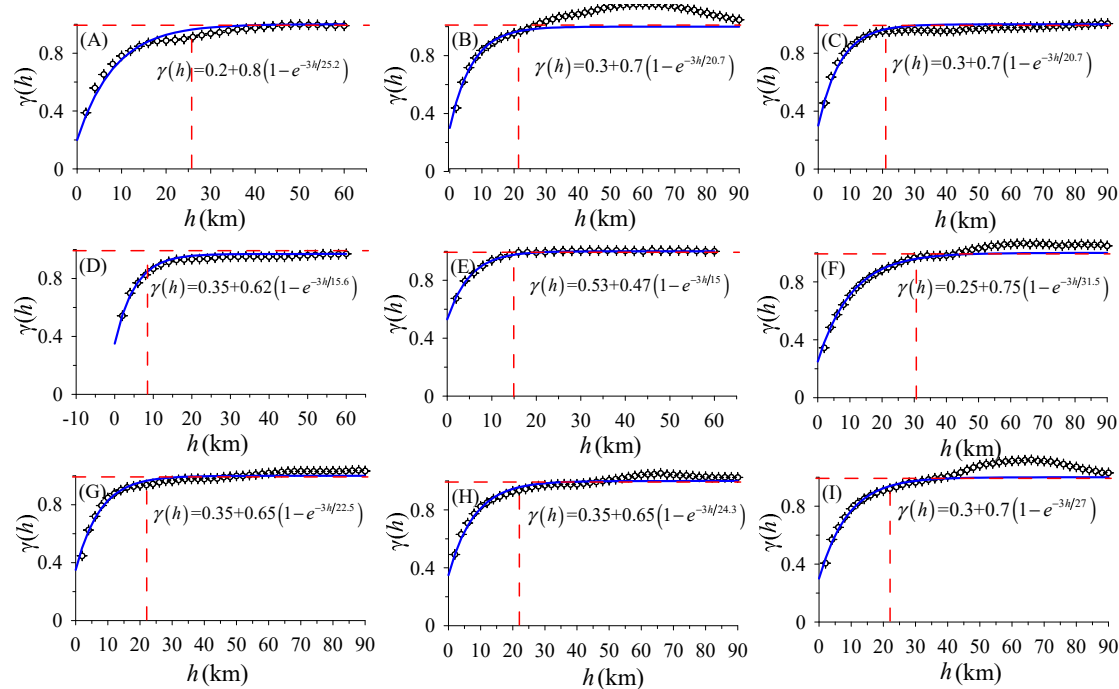 (A)
γ(h)=0.2+0.8(1−e^{−3h/25.2})
γ(h)
0.8
0.4
0
0 10 20 30 40 50 60
h(km)
(B)
γ(h)=0.3+0.7(1−e^{−3h/20.7})
γ(h)
0.8
0.4
0
0 10 20 30 40 50 60 70 80 90
h(km)
(C)
γ(h)=0.3+0.7(1−e^{−3h/20.7})
γ(h)
0.8
0.4
0
0 10 20 30 40 50 60 70 80 90
h(km)
(D)
γ(h)=0.35+0.62(1−e^{−3h/15.6})
γ(h)
0.8
0.4
0
-10 0 10 20 30 40 50 60
h(km)
(E)
γ(h)=0.53+0.47(1−e^{−3h/15})
γ(h)
0.8
0.4
0
0 10 20 30 40 50 60
h(km)
(F)
γ(h)=0.25+0.75(1−e^{−3h/31.5})
γ(h)
0.8
0.4
0
0 10 20 30 40 50 60 70 80 90
h(km)
(G)
γ(h)=0.35+0.65(1−e^{−3h/22.5})
γ(h)
0.8
0.4
0
0 10 20 30 40 50 60 70 80 90
h(km)
(H)
γ(h)=0.35+0.65(1−e^{−3h/24.3})
γ(h)
0.8
0.4
0
0 10 20 30 40 50 60 70 80 90
h(km)
(I)
γ(h)=0.3+0.7(1−e^{−3h/27})
γ(h)
0.8
0.4
0
0 10 20 30 40 50 60 70 80 90
h(km)